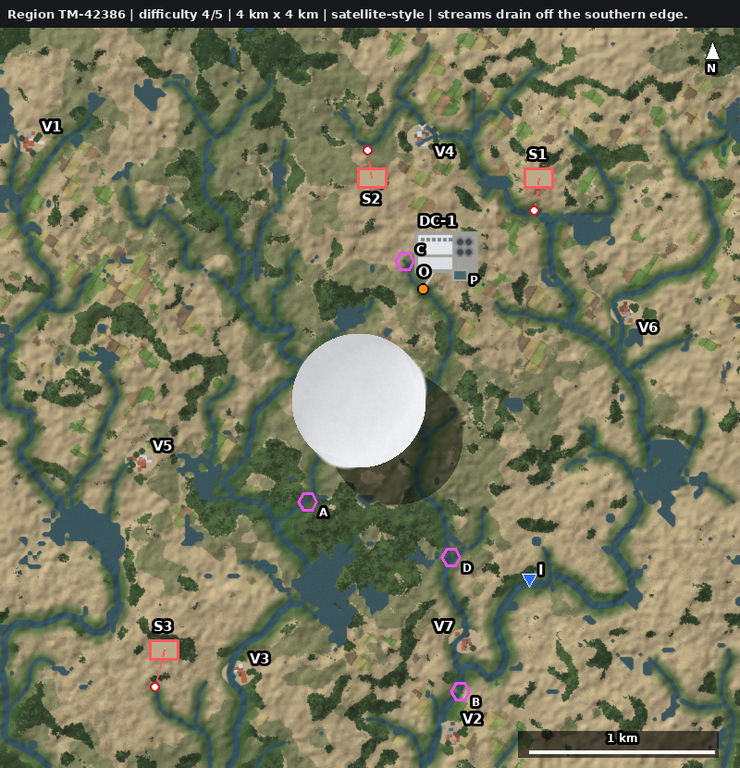 Region TM-42386 | difficulty 4/5 | 4 km x 4 km | satellite-style | streams drain off the southern edge.
N
V1
V4
S1
S2
DC-1
C
O
P
V6
V5
A
D
I
S3
V7
V3
B
V2
1 km